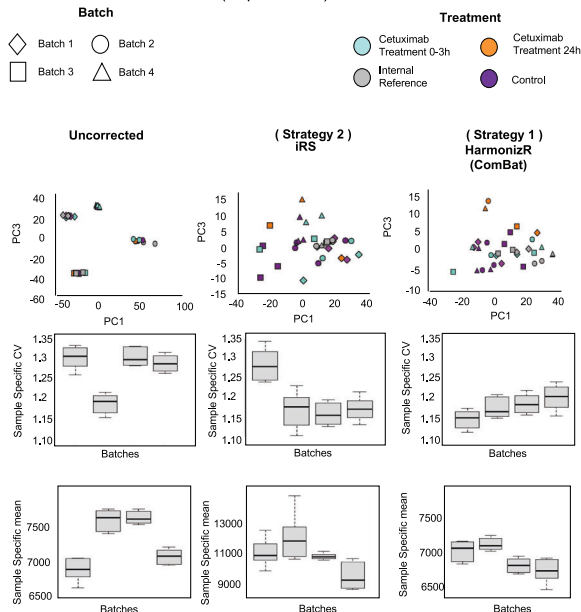 Batch
Treatment
Batch 1
Batch 2
Batch 3
Batch 4
Cetuximab
Treatment 0-3h
Cetuximab
Treatment 24h
Internal
Reference
Control
Uncorrected
( Strategy 2 )
iRS
( Strategy 1 )
HarmonizR
(ComBat)
PC3
40
20
0
-20
-40
-60
-50
0
50
100
PC1
PC3
15
10
5
0
-5
-10
-15
-40
-20
0
20
40
PC1
PC3
15
10
5
0
-5
-10
-40
-20
0
20
40
PC1
Sample Specific CV
1.35
1.3
1.25
1.2
1.15
1.10
Batches
Sample Specific CV
1.35
1.3
1.25
1.2
1.15
1.10
Batches
Sample Specific CV
1.35
1.3
1.25
1.2
1.15
1.10
Batches
Sample Specific mean
7500
7000
6500
Batches
Sample Specific mean
13000
11000
9000
Batches
Sample Specific mean
7500
7000
6500
Batches